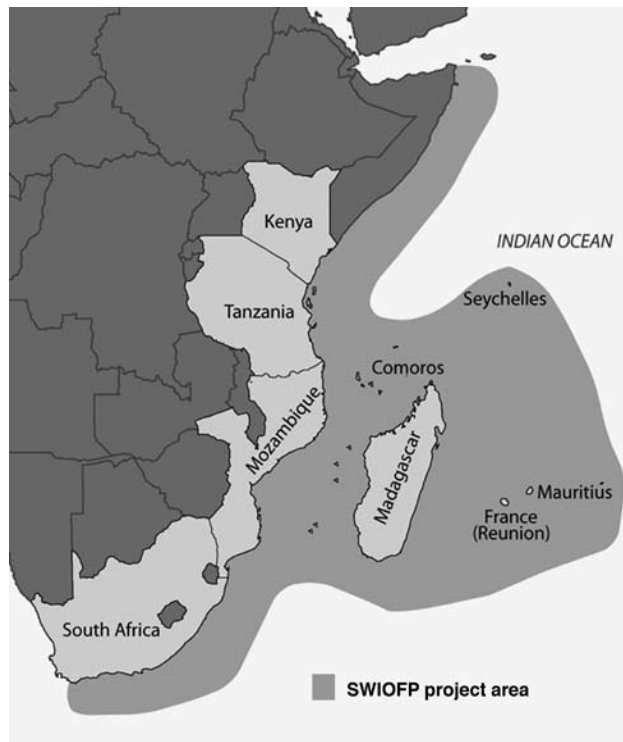 Kenya
INDIAN OCEAN
Seychelles
Tanzania
Comoros
Mozambique
Madagascar
Mauritius
France
(Reunion)
South Africa
SWIOFP project area